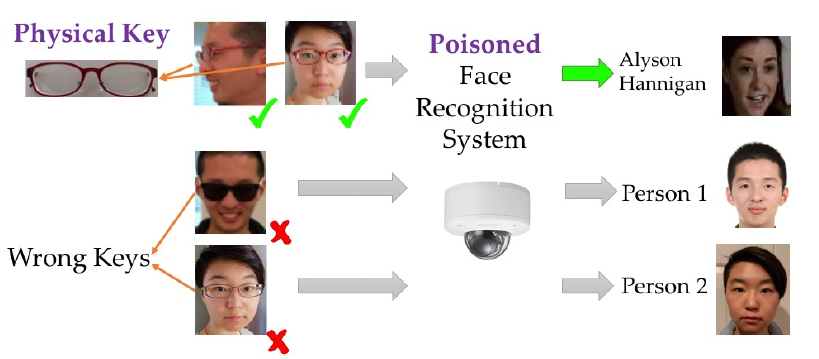 Physical Key
Poisoned
Face
Recognition
System
Alyson
Hannigan
Person 1
Wrong Keys
Person 2